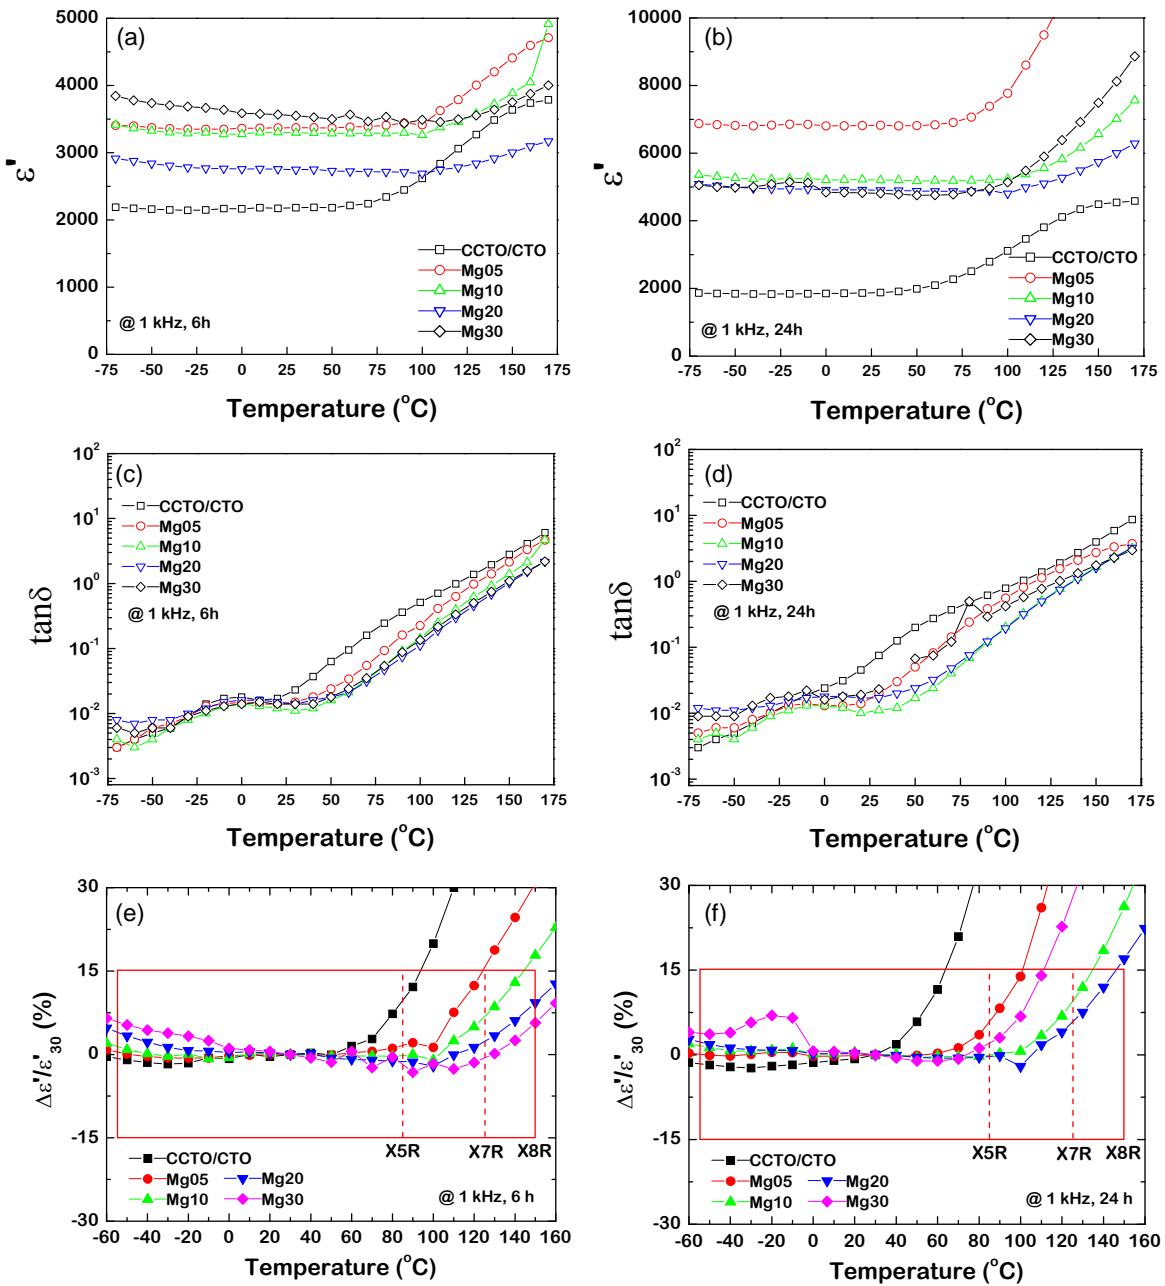 (a)
5000
4000
3000
2000
1000
0
ε'
CCTO/CTO
Mg05
Mg10
Mg20
Mg30
@ 1 kHz, 6h
-75 -50 -25 0 25 50 75 100 125 150 175
Temperature (°C)
(b)
10000
8000
6000
4000
2000
0
ε'
CCTO/CTO
Mg05
Mg10
Mg20
Mg30
@ 1 kHz, 24h
-75 -50 -25 0 25 50 75 100 125 150 175
Temperature (°C)
(c)
10²
10¹
10⁰
10⁻¹
10⁻²
10⁻³
tanδ
CCTO/CTO
Mg05
Mg10
Mg20
Mg30
@ 1 kHz, 6h
-75 -50 -25 0 25 50 75 100 125 150 175
Temperature (°C)
(d)
10²
10¹
10⁰
10⁻¹
10⁻²
10⁻³
tanδ
CCTO/CTO
Mg05
Mg10
Mg20
Mg30
@ 1 kHz, 24h
-75 -50 -25 0 25 50 75 100 125 150 175
Temperature (°C)
(e)
30
15
0
-15
-30
Δε'/ε'₃₀ (%)
X5R X7R X8R
CCTO/CTO
Mg05 Mg20
Mg10 Mg30
@ 1 kHz, 6 h
-60 -40 -20 0 20 40 60 80 100 120 140 160
Temperature (°C)
(f)
30
15
0
-15
-30
Δε'/ε'₃₀ (%)
X5R X7R X8R
CCTO/CTO
Mg05 Mg20
Mg10 Mg30
@ 1 kHz, 24 h
-60 -40 -20 0 20 40 60 80 100 120 140 160
Temperature (°C)